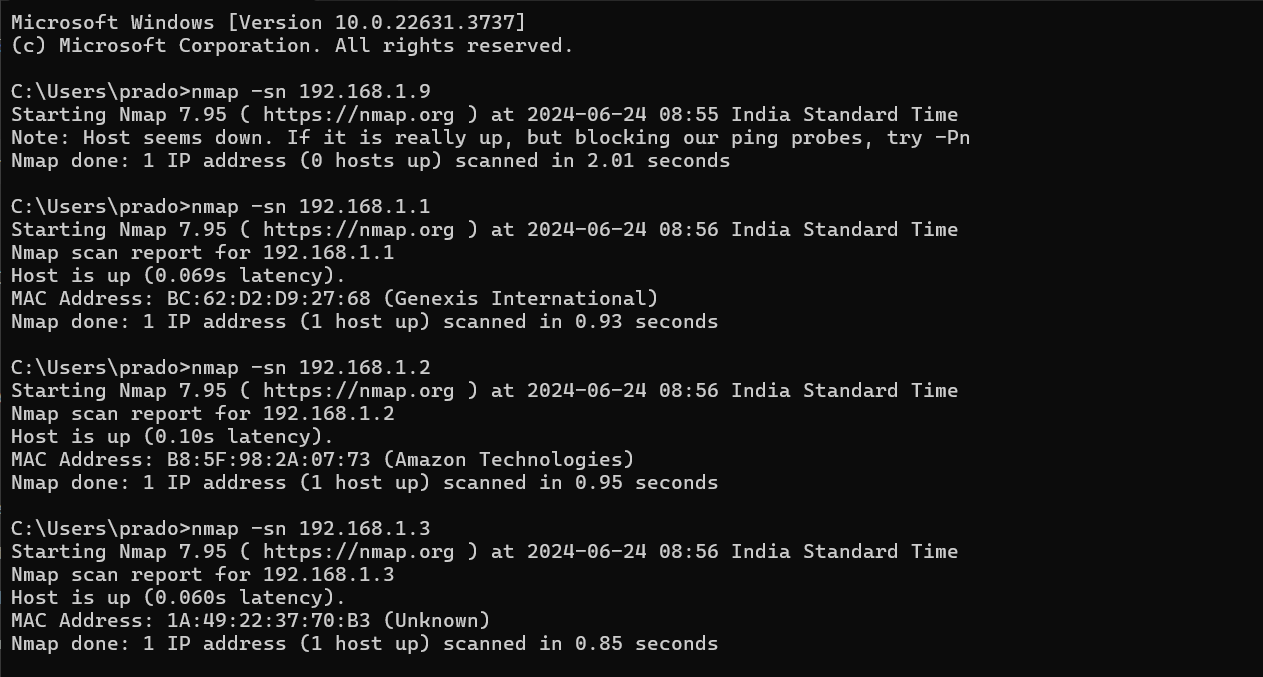 Microsoft Windows [Version 10.0.22631.3737]
(c) Microsoft Corporation. All rights reserved.
C:\Users\prado>nmap -sn 192.168.1.9
Starting Nmap 7.95 ( https://nmap.org ) at 2024-06-24 08:55 India Standard Time
Note: Host seems down. If it is really up, but blocking our ping probes, try -Pn
Nmap done: 1 IP address (0 hosts up) scanned in 2.01 seconds
C:\Users\prado>nmap -sn 192.168.1.1
Starting Nmap 7.95 ( https://nmap.org ) at 2024-06-24 08:56 India Standard Time
Nmap scan report for 192.168.1.1
Host is up (0.069s latency).
MAC Address: BC:62:D2:D9:27:68 (Genexis International)
Nmap done: 1 IP address (1 host up) scanned in 0.93 seconds
C:\Users\prado>nmap -sn 192.168.1.2
Starting Nmap 7.95 ( https://nmap.org ) at 2024-06-24 08:56 India Standard Time
Nmap scan report for 192.168.1.2
Host is up (0.10s latency).
MAC Address: B8:5F:98:2A:07:73 (Amazon Technologies)
Nmap done: 1 IP address (1 host up) scanned in 0.95 seconds
C:\Users\prado>nmap -sn 192.168.1.3
Starting Nmap 7.95 ( https://nmap.org ) at 2024-06-24 08:56 India Standard Time
Nmap scan report for 192.168.1.3
Host is up (0.060s latency).
MAC Address: 1A:49:22:37:70:B3 (Unknown)
Nmap done: 1 IP address (1 host up) scanned in 0.85 seconds